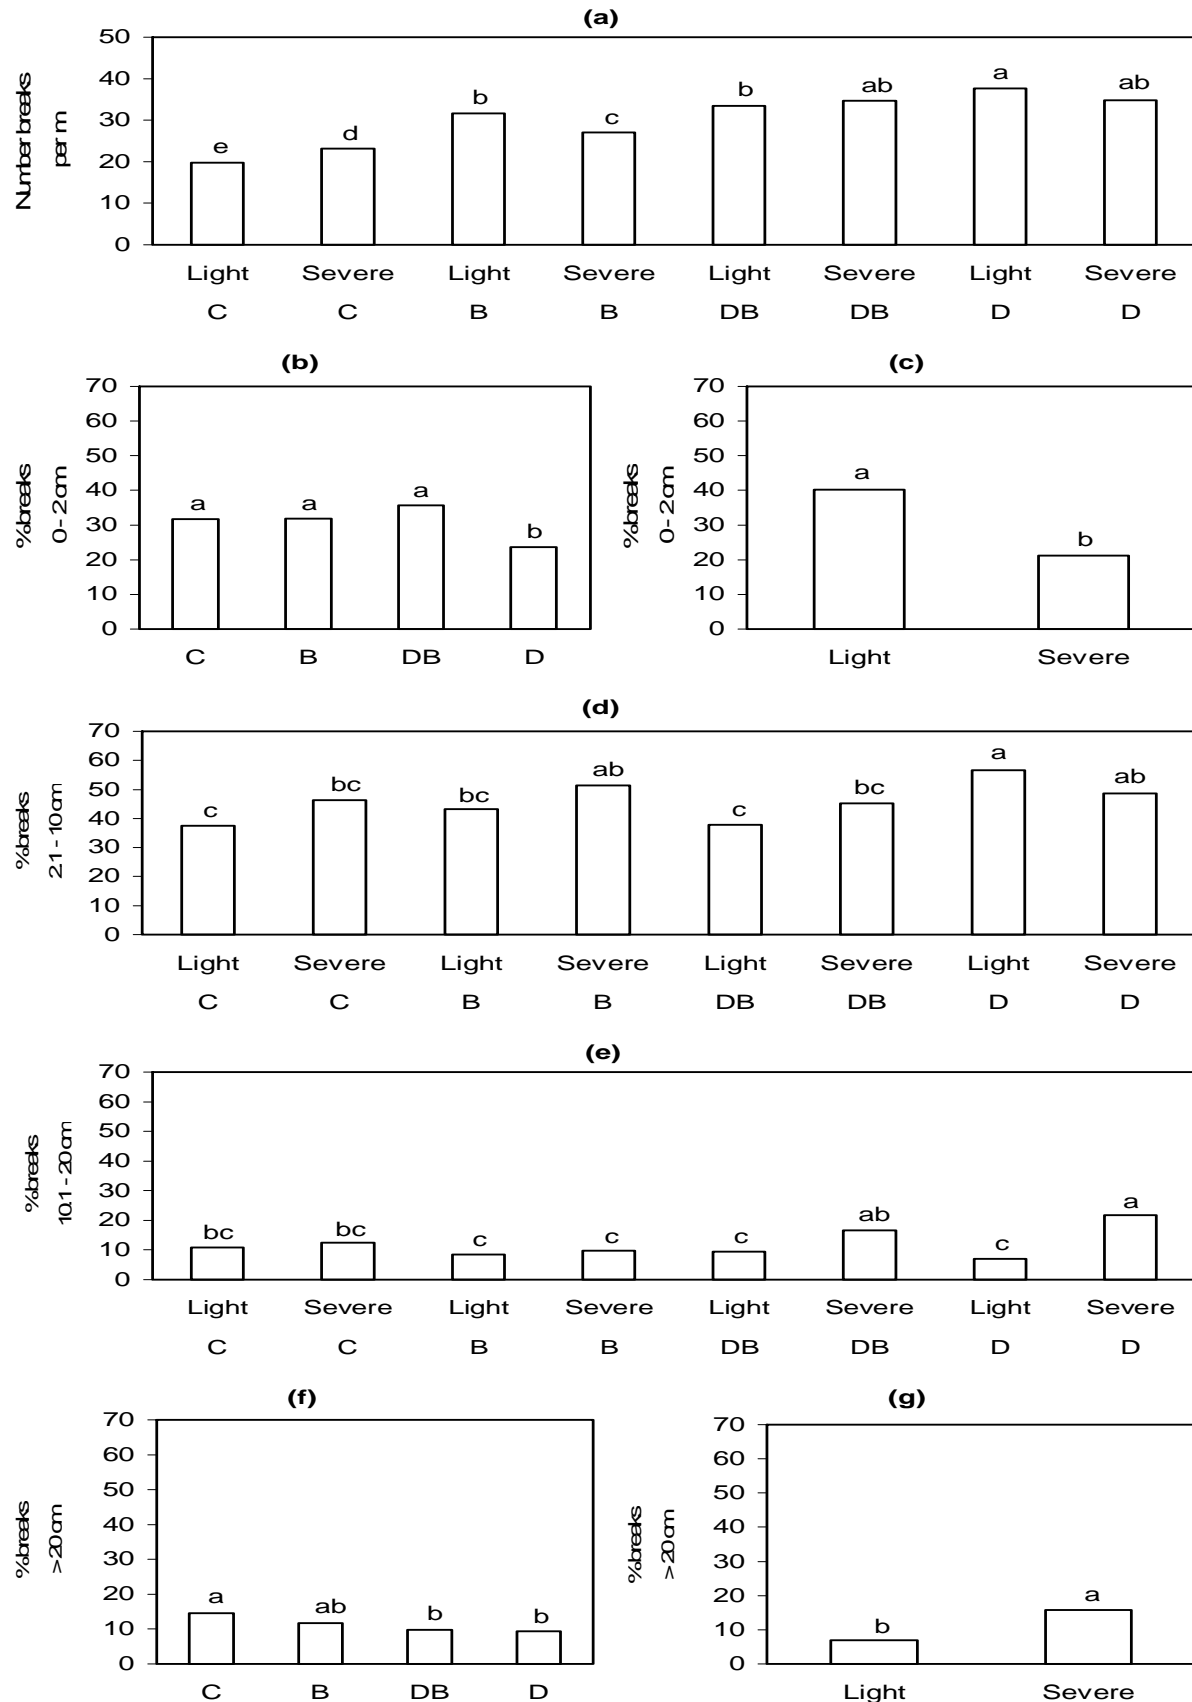 (a)
Number breaks
per m
50
40
30
20
10
0
e
d
b
c
b
ab
a
ab
Light Severe Light Severe Light Severe Light Severe
C C B B DB DB D D
(b)
%breaks
0-2cm
70
60
50
40
30
20
10
0
a
a
a
b
C B DB D
(c)
%breaks
0-2cm
70
60
50
40
30
20
10
0
a
b
Light Severe
(d)
%breaks
2.1-10cm
70
60
50
40
30
20
10
0
c
bc
bc
ab
c
bc
a
ab
Light Severe Light Severe Light Severe Light Severe
C C B B DB DB D D
(e)
%breaks
10.1-20cm
70
60
50
40
30
20
10
0
bc
bc
c
c
c
ab
c
a
Light Severe Light Severe Light Severe Light Severe
C C B B DB DB D D
(f)
%breaks
>20cm
70
60
50
40
30
20
10
0
a
ab
b
b
C B DB D
(g)
%breaks
>20cm
70
60
50
40
30
20
10
0
b
a
Light Severe